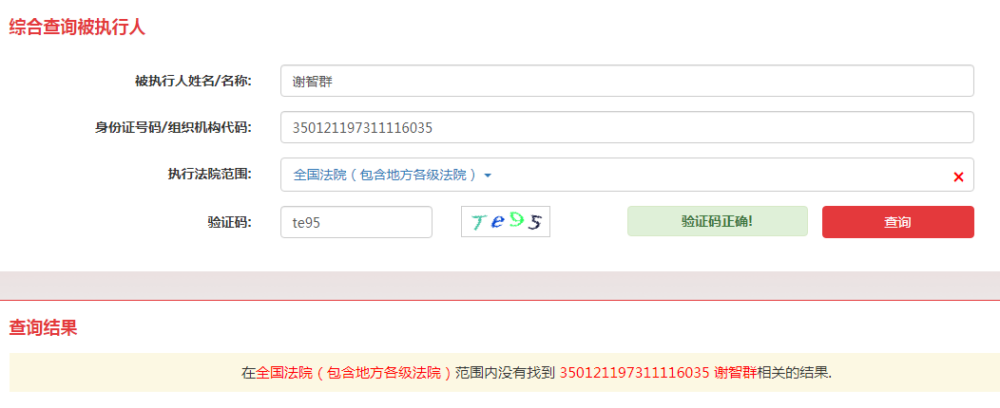 综合查询被执行人
被执行人姓名/名称: 谢智群
身份证号码/组织机构代码: 350121197311116035
执行法院范围: 全国法院（包含地方各级法院）
验证码: te95 Te95 验证码正确! 查询
查询结果
在全国法院（包含地方各级法院）范围内没有找到 350121197311116035 谢智群相关的结果.